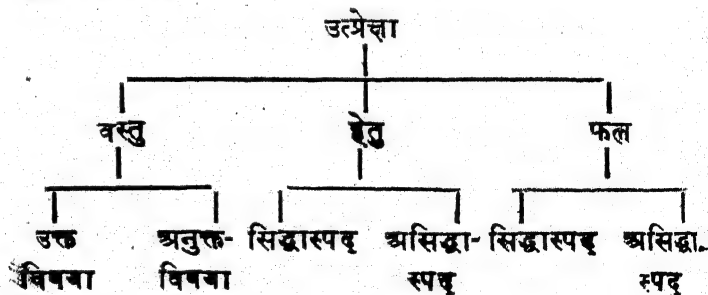 उत्प्रेक्षा
वस्तु हेतु फल
उक्त अनुक्त- सिद्धास्पद असिद्धा- सिद्धास्पद असिद्धा-
विषया विषया स्पद स्पद